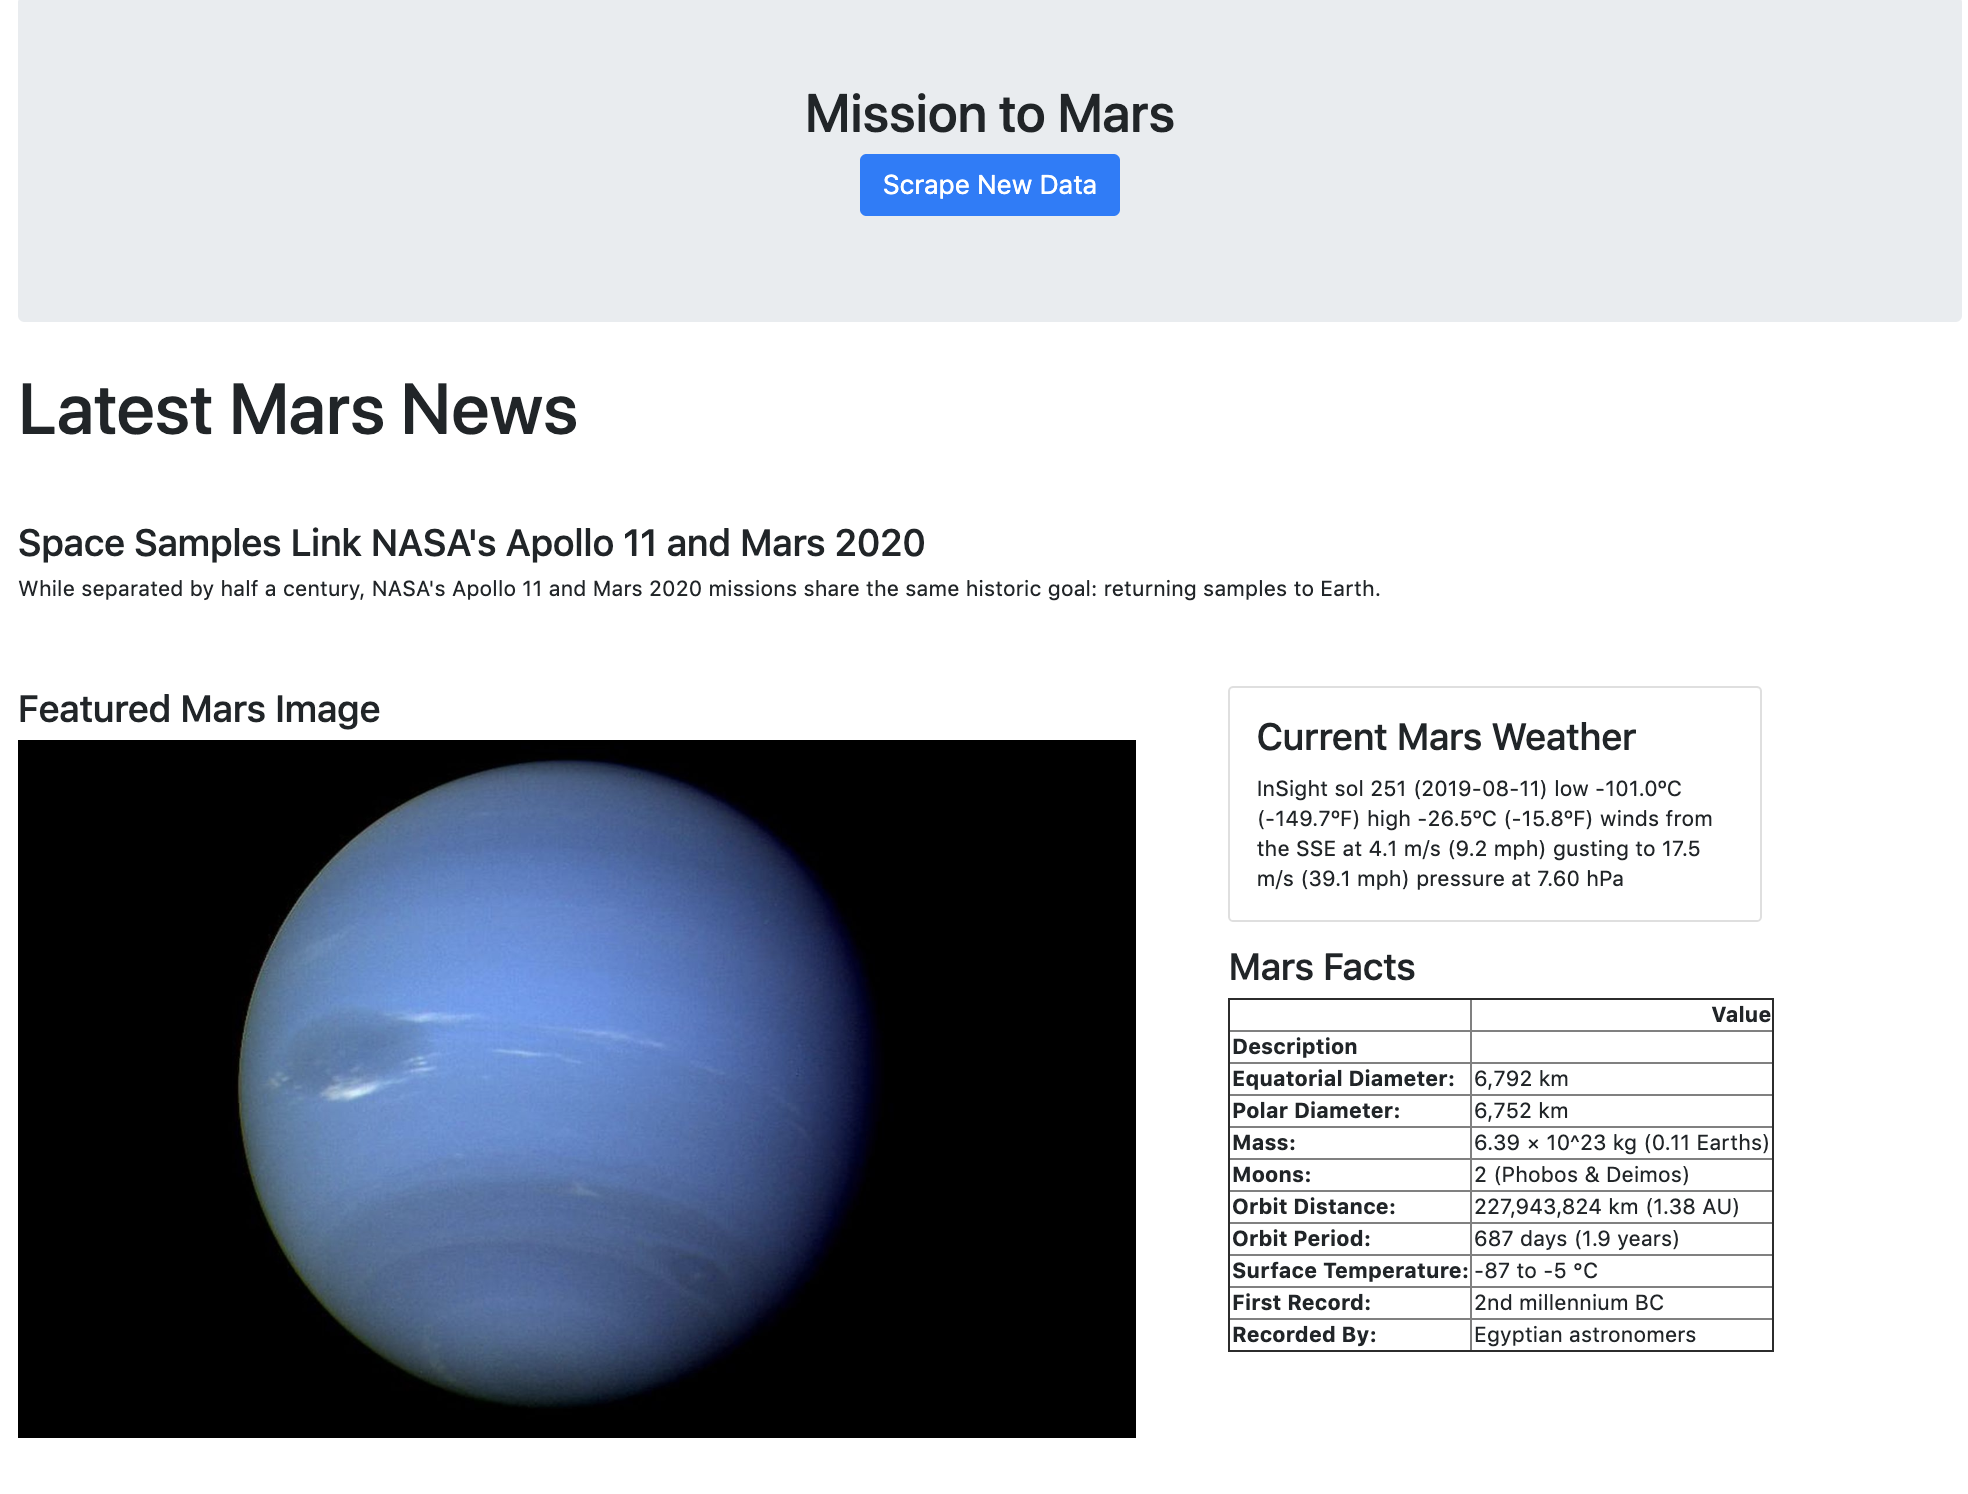 Mission to Mars
Scrape New Data
Latest Mars News
Space Samples Link NASA's Apollo 11 and Mars 2020
While separated by half a century, NASA's Apollo 11 and Mars 2020 missions share the same historic goal: returning samples to Earth.
Featured Mars Image
Current Mars Weather
InSight sol 251 (2019-08-11) low -101.0ºC
(-149.7ºF) high -26.5ºC (-15.8ºF) winds from
the SSE at 4.1 m/s (9.2 mph) gusting to 17.5
m/s (39.1 mph) pressure at 7.60 hPa
Mars Facts
Value
Description
Equatorial Diameter: 6,792 km
Polar Diameter: 6,752 km
Mass: 6.39 × 10^23 kg (0.11 Earths)
Moons: 2 (Phobos & Deimos)
Orbit Distance: 227,943,824 km (1.38 AU)
Orbit Period: 687 days (1.9 years)
Surface Temperature: -87 to -5 °C
First Record: 2nd millennium BC
Recorded By: Egyptian astronomers